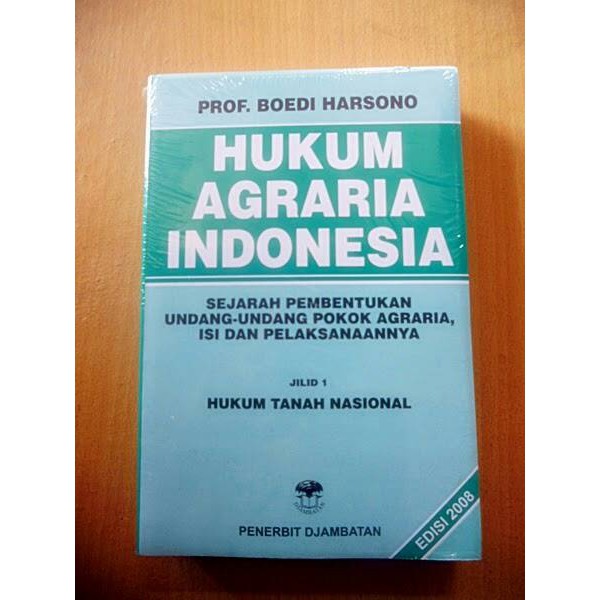 PROF. BOEDI HARSONO
HUKUM
AGRARIA
INDONESIA
SEJARAH PEMBENTUKAN
UNDANG-UNDANG POKOK AGRARIA,
ISI DAN PELAKSANAANNYA
JILID 1
HUKUM TANAH NASIONAL
DJAMBATAN
PENERBIT DJAMBATAN
EDISI 2008